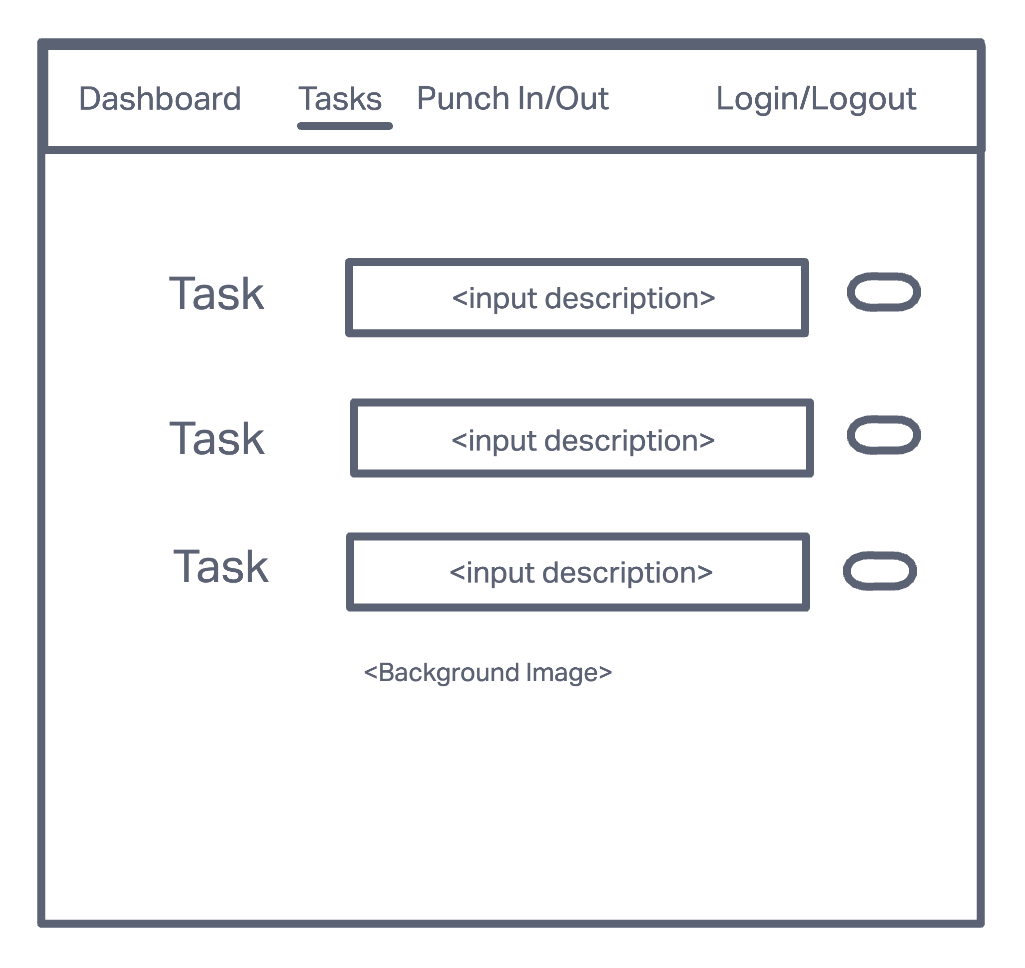 Dashboard Tasks Punch In/Out Login/Logout
Task <input description>
Task <input description>
Task <input description>
<Background Image>